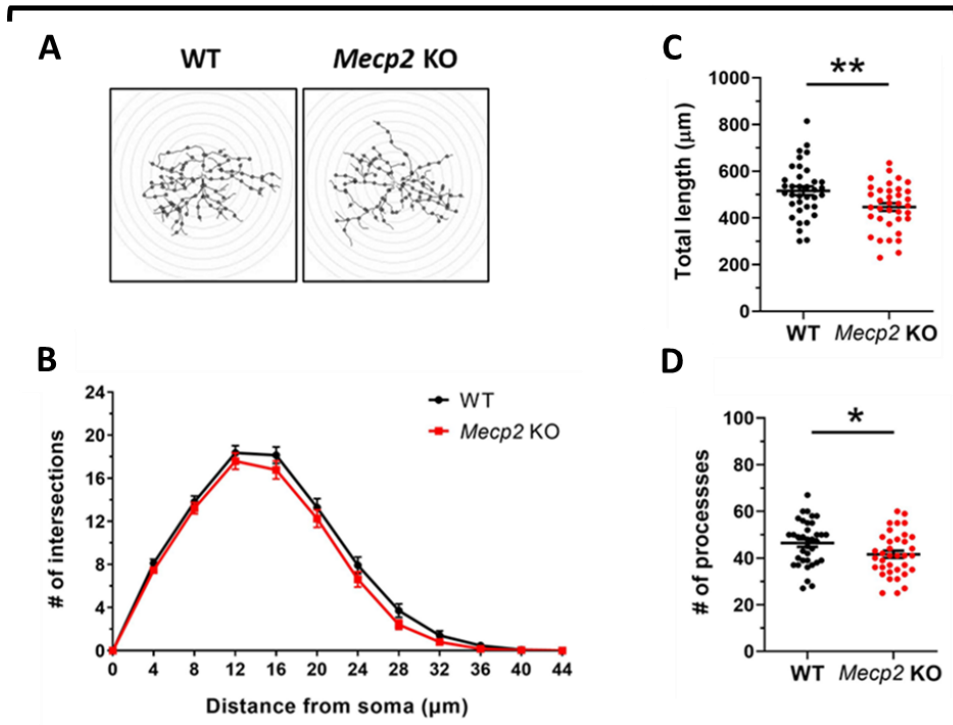 A
WT
Mecp2 KO
B
24
20
16
12
8
4
0
# of intersections
WT
Mecp2 KO
0 4 8 12 16 20 24 28 32 36 40 44
Distance from soma (μm)
C
**
1000
800
600
400
200
0
Total length (μm)
WT Mecp2 KO
D
*
100
80
60
40
20
0
# of processses
WT Mecp2 KO